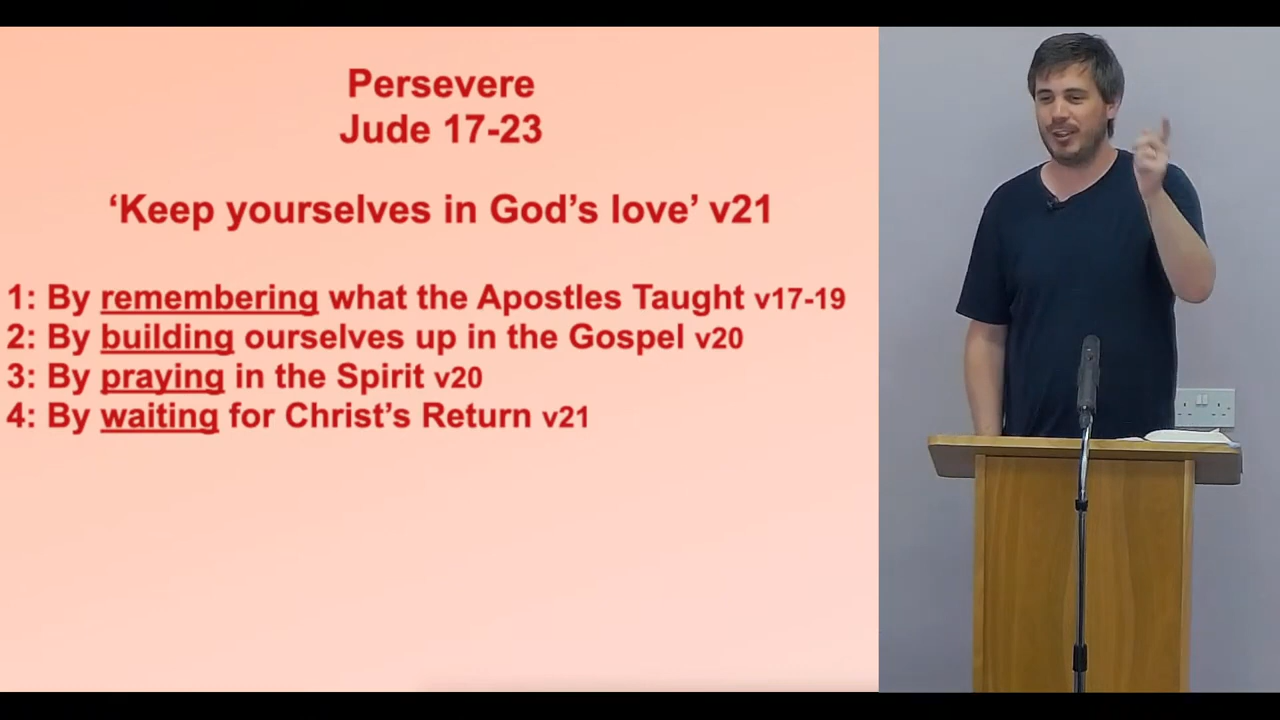 Persevere
Jude 17-23
‘Keep yourselves in God’s love’ v21
1: By remembering what the Apostles Taught v17-19
2: By building ourselves up in the Gospel v20
3: By praying in the Spirit v20
4: By waiting for Christ’s Return v21